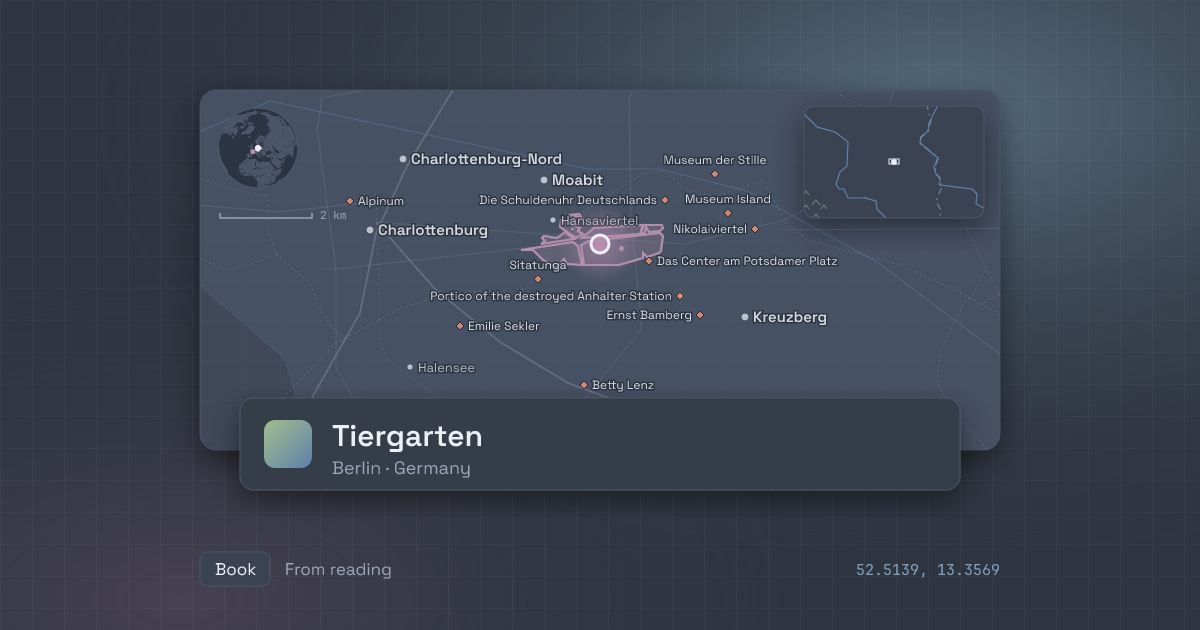 Charlottenburg-Nord
Museum der Stille
Moabit
Alpinum
Die Schuldenuhr Deutschlands
Museum Island
2 km
Hansaviertel
Charlottenburg
Nikolaiviertel
Sitatunga
Das Center am Potsdamer Platz
Portico of the destroyed Anhalter Station
Ernst Bamberg
Kreuzberg
Emilie Sekler
Halensee
Betty Lenz
Tiergarten
Berlin · Germany
Book
From reading
52.5139, 13.3569